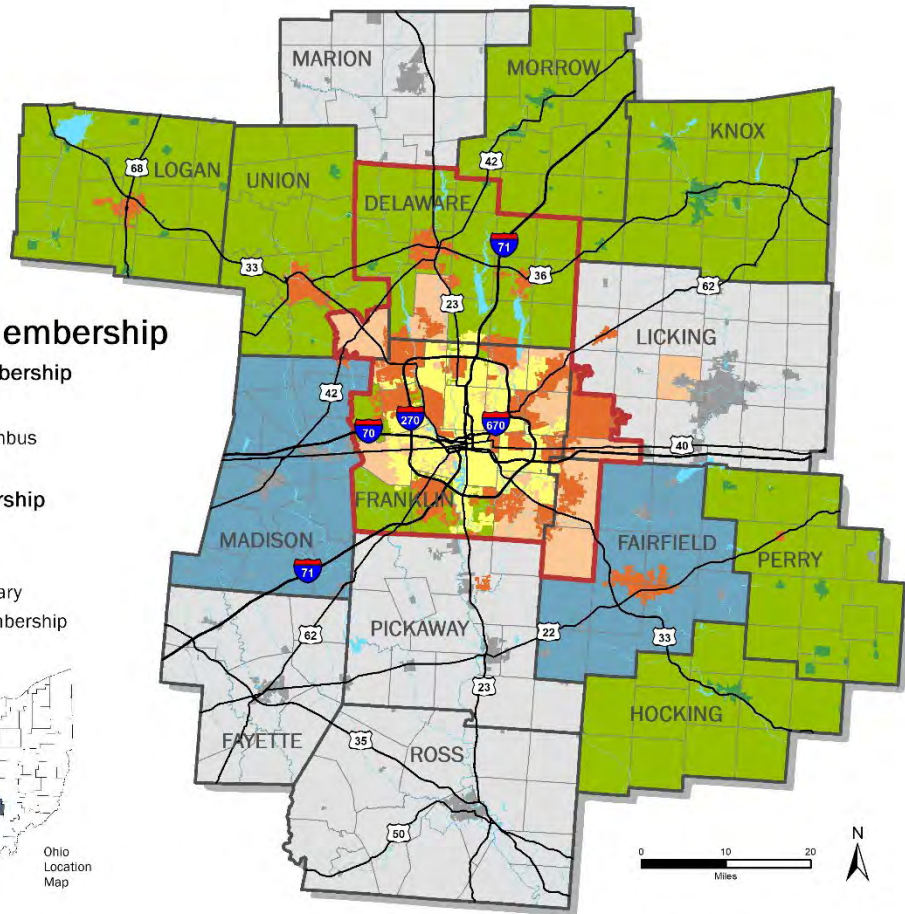 MARION
MORROW
KNOX
68
LOGAN
UNION
42
DELAWARE
71
33
36
23
62
LICKING
embership
bership
42
nbus
270
670
70
40
rship
FRANKLIN
MADISON
FAIRFIELD
PERRY
ary
71
mbership
62
PICKAWAY
22
33
23
HOCKING
FAYETTE
35
ROSS
50
Ohio
Location
Map
0 10 20
Miles
N